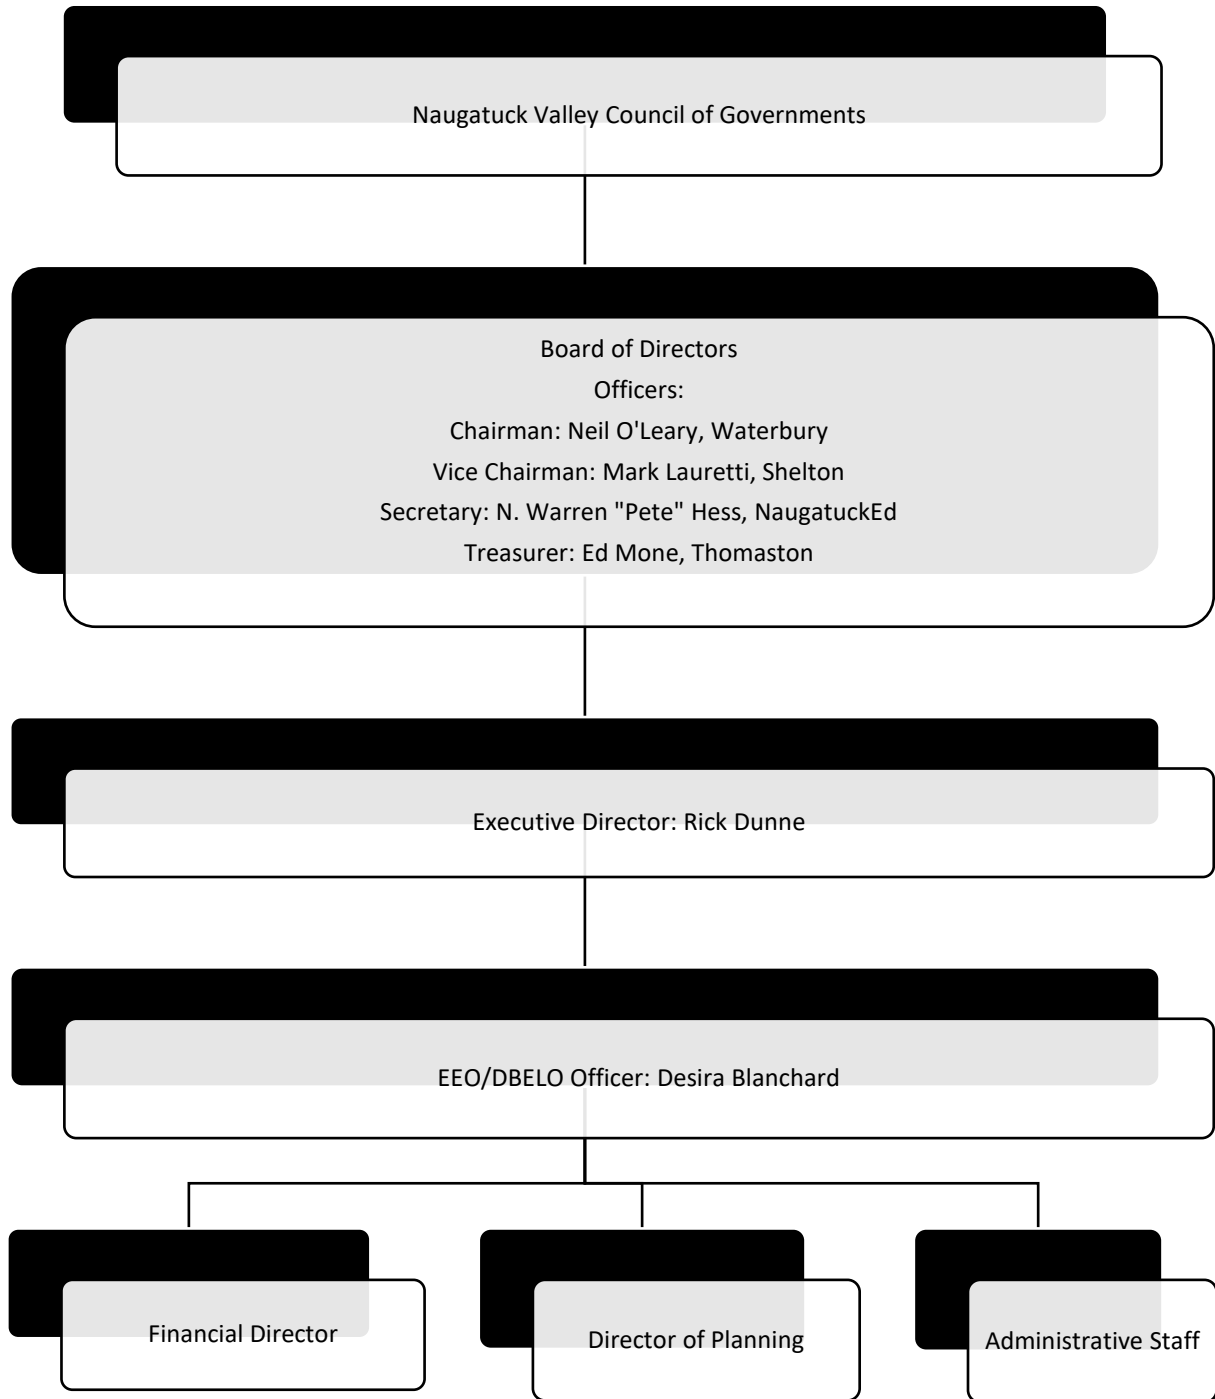 Naugatuck Valley Council of Governments
Board of Directors
Officers:
Chairman: Neil O'Leary, Waterbury
Vice Chairman: Mark Lauretti, Shelton
Secretary: N. Warren "Pete" Hess, NaugatuckEd
Treasurer: Ed Mone, Thomaston
Executive Director: Rick Dunne
EEO/DBELO Officer: Desira Blanchard
Financial Director
Director of Planning
Administrative Staff